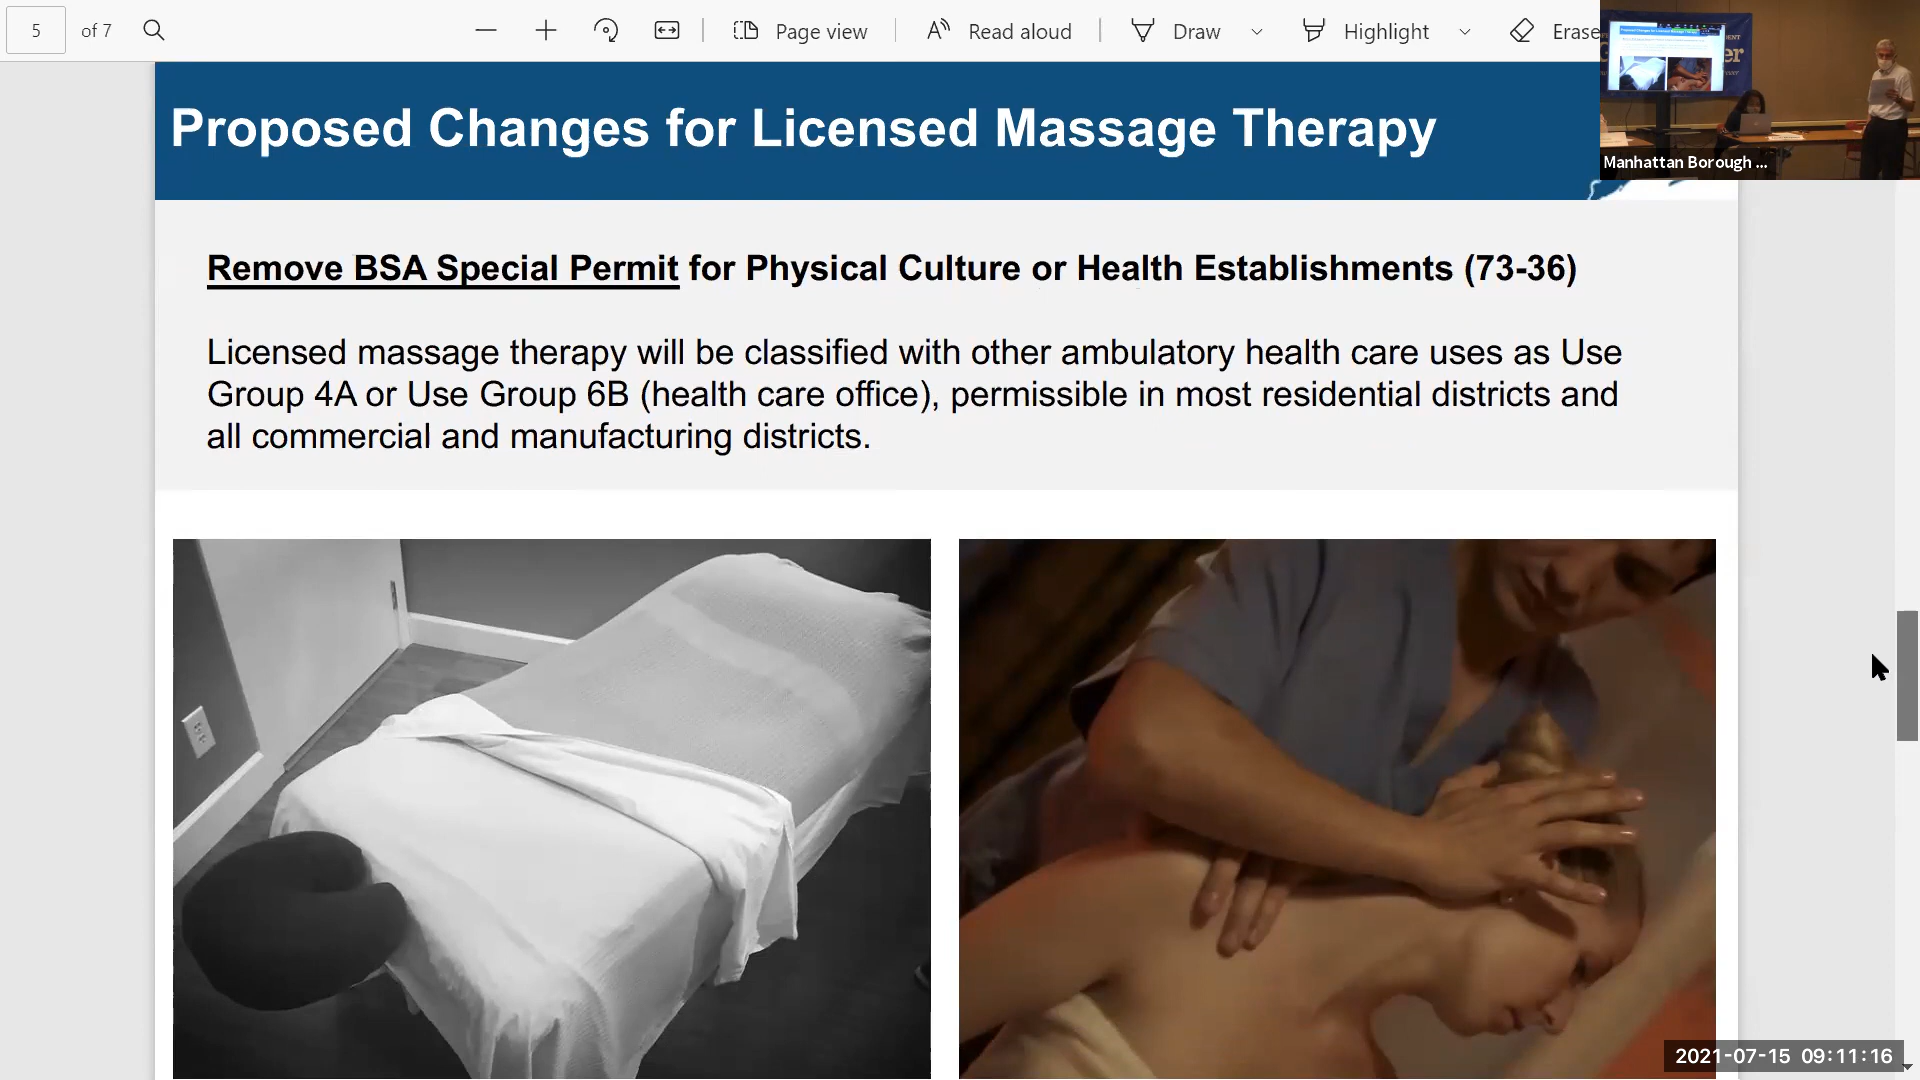 5 of 7 Page view Read aloud Draw Highlight Erase
Proposed Changes for Licensed Massage Therapy
Manhattan Borough ...
Remove BSA Special Permit for Physical Culture or Health Establishments (73-36)
Licensed massage therapy will be classified with other ambulatory health care uses as Use
Group 4A or Use Group 6B (health care office), permissible in most residential districts and
all commercial and manufacturing districts.
2021-07-15 09:11:16